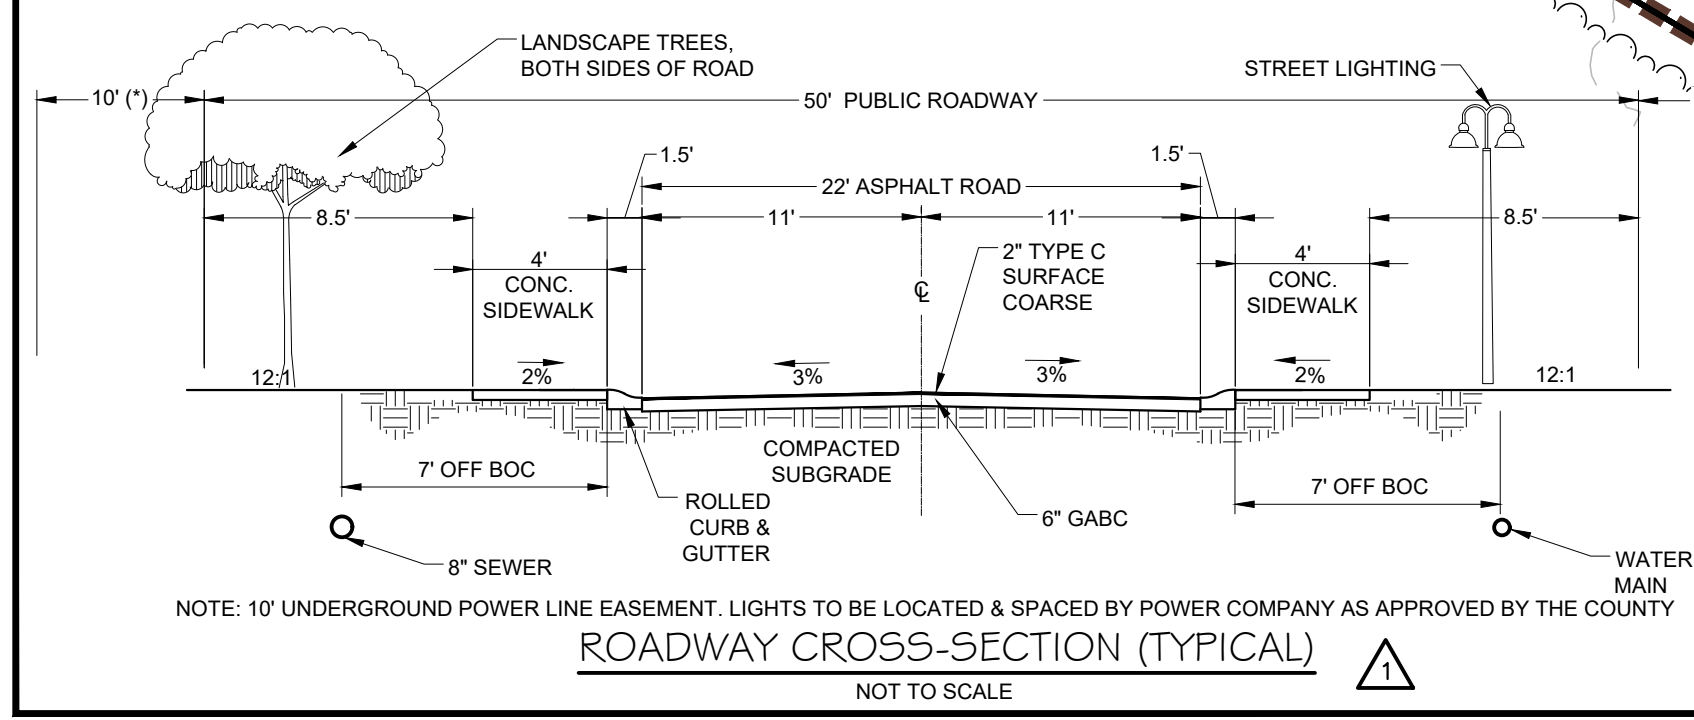 LANDSCAPE TREES,
BOTH SIDES OF ROAD
STREET LIGHTING
10' (*)
50' PUBLIC ROADWAY
1.5'
1.5'
22' ASPHALT ROAD
8.5'
11'
11'
8.5'
4'
CONC.
SIDEWALK
2" TYPE C
SURFACE
COARSE
4'
CONC.
SIDEWALK
CL
12:1
2%
3%
3%
2%
12:1
COMPACTED
SUBGRADE
7' OFF BOC
7' OFF BOC
ROLLED
CURB &
GUTTER
6" GABC
8" SEWER
WATER
MAIN
NOTE: 10' UNDERGROUND POWER LINE EASEMENT. LIGHTS TO BE LOCATED & SPACED BY POWER COMPANY AS APPROVED BY THE COUNTY
ROADWAY CROSS-SECTION (TYPICAL)
1
NOT TO SCALE